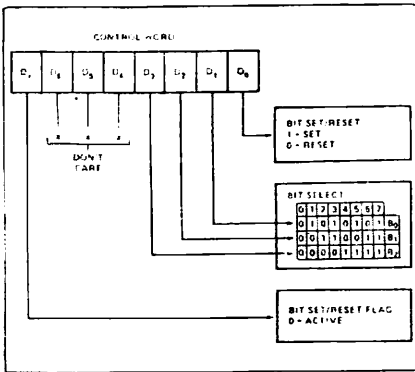 CONTROL WORD
D₇ D₆ D₅ D₄ D₃ D₂ D₁ D₀
X X X
DON'T
CARE
BIT SET/RESET
1 = SET
0 = RESET
BIT SELECT
0 1 2 3 4 5 6 7
0 1 0 1 0 1 0 1 B₀
0 0 1 1 0 0 1 1 B₁
0 0 0 0 1 1 1 1 B₂
BIT SET/RESET FLAG
0 = ACTIVE